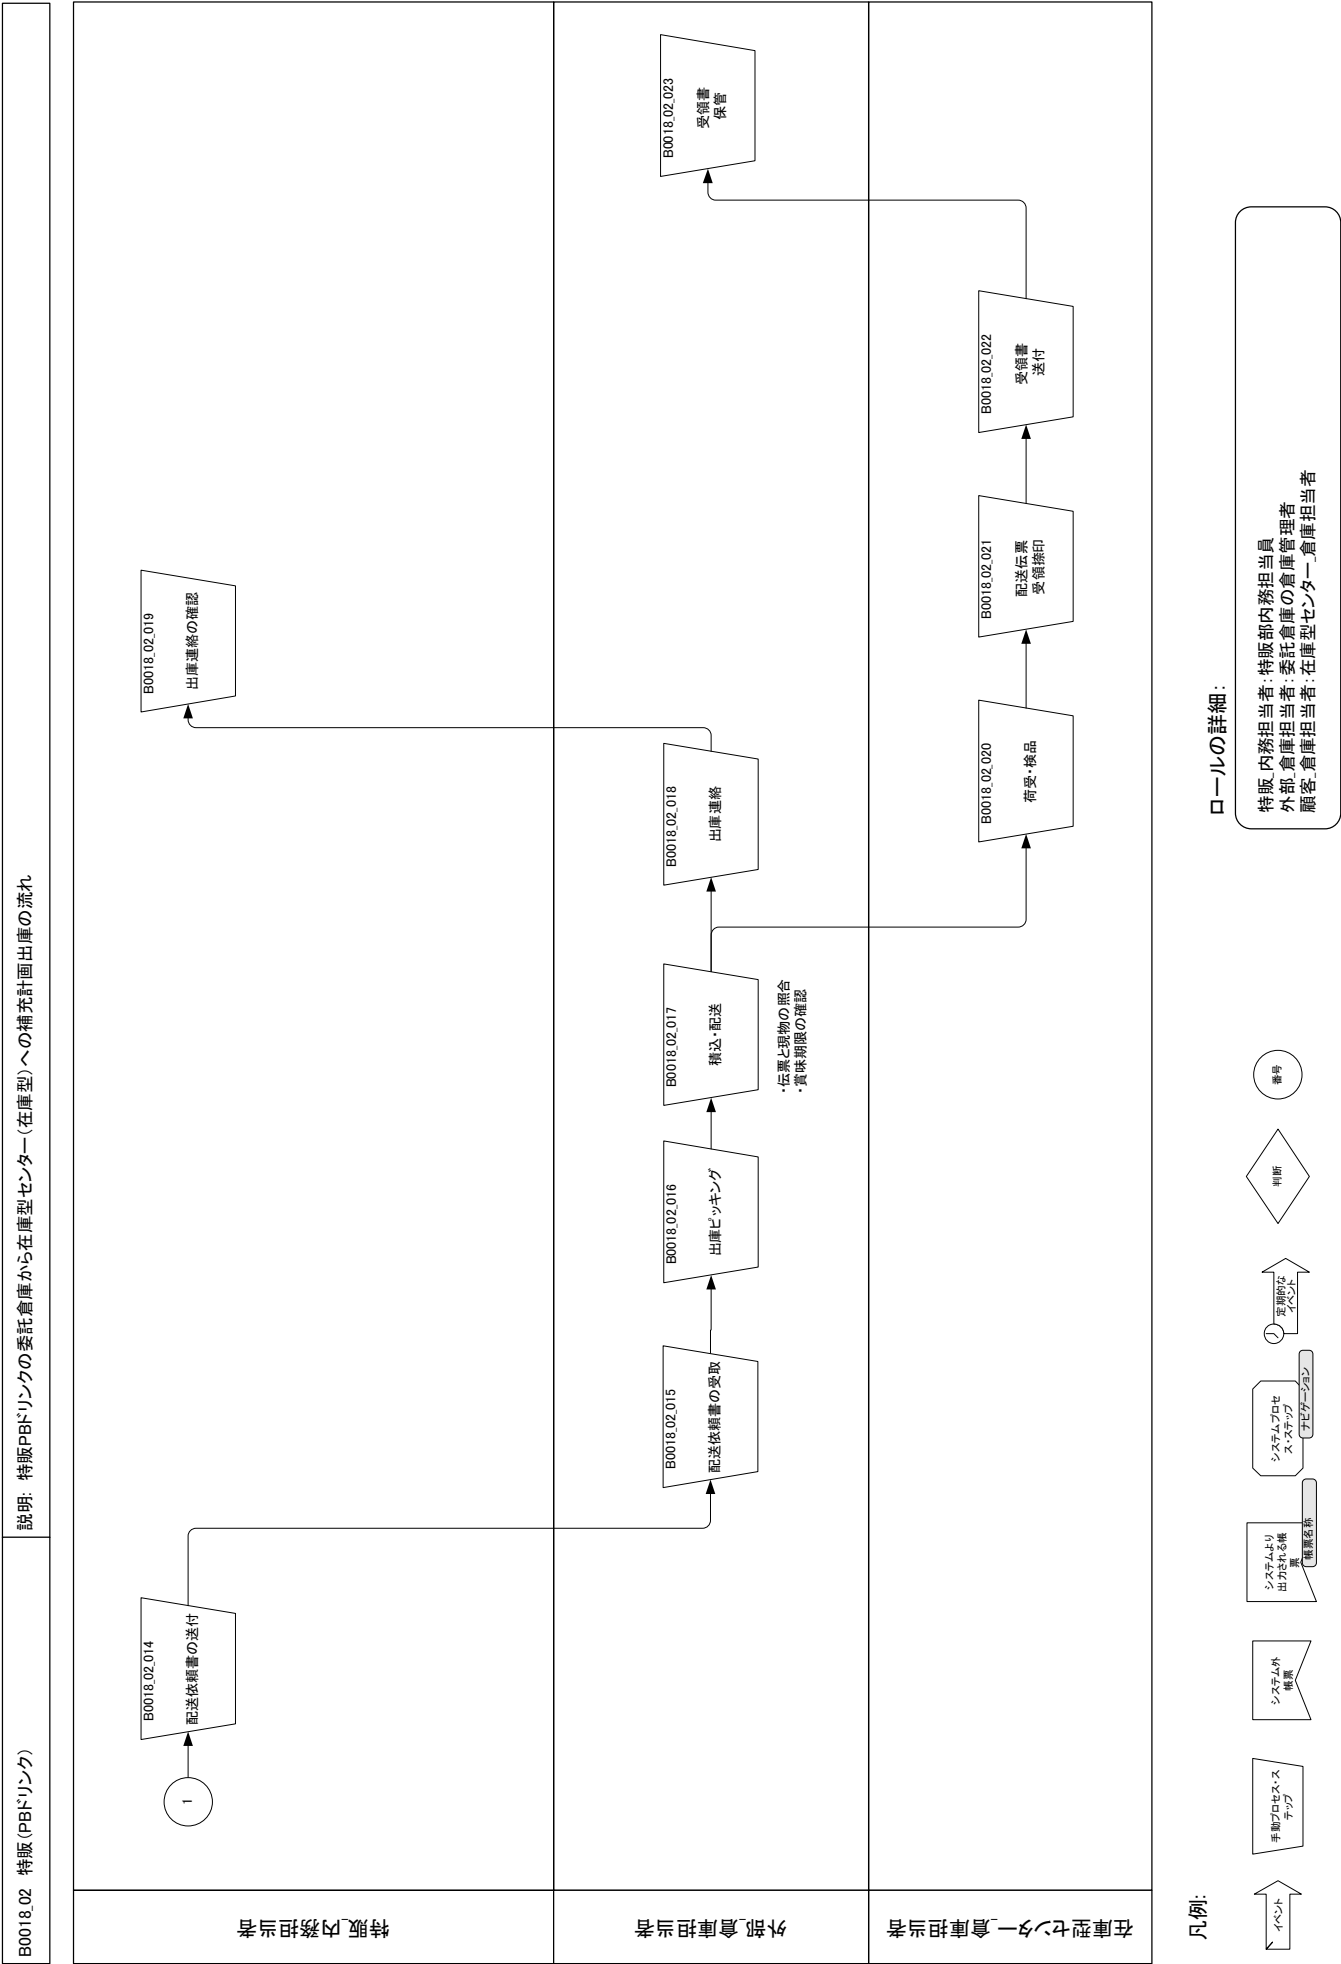 B0018_02 特販(PBドリンク)
説明: 特販PBドリンクの委託倉庫から在庫型センター(在庫型)への補充計画出庫の流れ
特販_内務担当者
1
B0018_02_014
配送依頼書の送付
B0018_02_019
出庫連絡の確認
外部_倉庫担当者
B0018_02_015
配送依頼書の受取
B0018_02_016
出庫ピッキング
B0018_02_017
積込・配送
・伝票と現物の照合
・賞味期限の確認
B0018_02_018
出庫連絡
B0018_02_023
受領書
保管
在庫型センター_倉庫担当者
B0018_02_020
荷受・検品
B0018_02_021
配送伝票
受領捺印
B0018_02_022
受領書
送付
凡例:
イベント
手動プロセス・ス
テップ
システム外
帳票
システムより
出力される帳
票
帳票名称
システムプロセ
ス・ステップ
ナビゲーション
定期的な
イベント
判断
番号
ロールの詳細:
特販_内務担当者:特販部内務担当員
外部_倉庫担当者:委託倉庫の倉庫管理者
顧客_倉庫担当者:在庫型センター_倉庫担当者